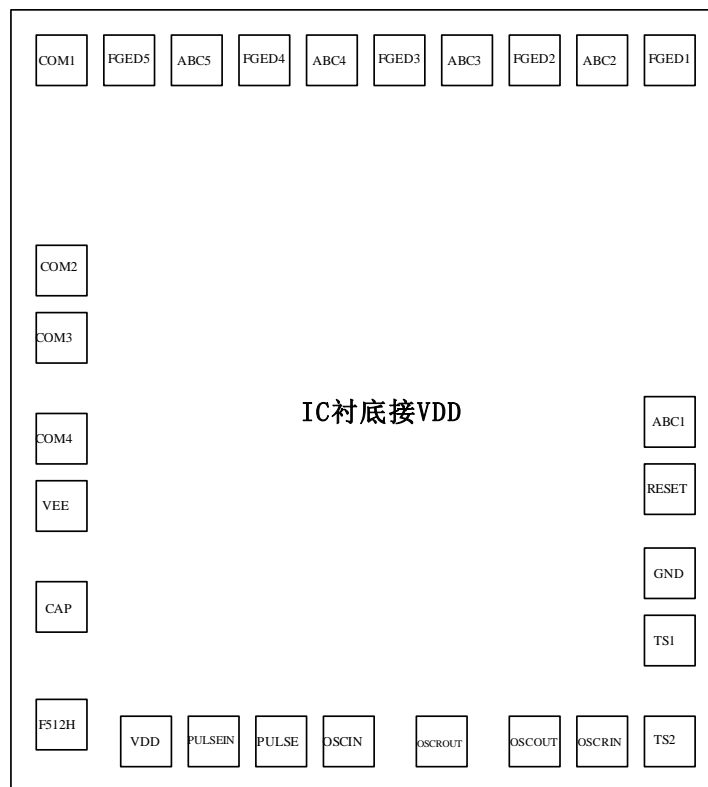 COM1 FGED5 ABC5 FGED4 ABC4 FGED3 ABC3 FGED2 ABC2 FGED1
COM2
COM3
IC衬底接VDD
ABC1
COM4
RESET
VEE
GND
CAP
TS1
F512H VDD PULSEIN PULSE OSCIN OSCROUT OSCOUT OSCRIN TS2